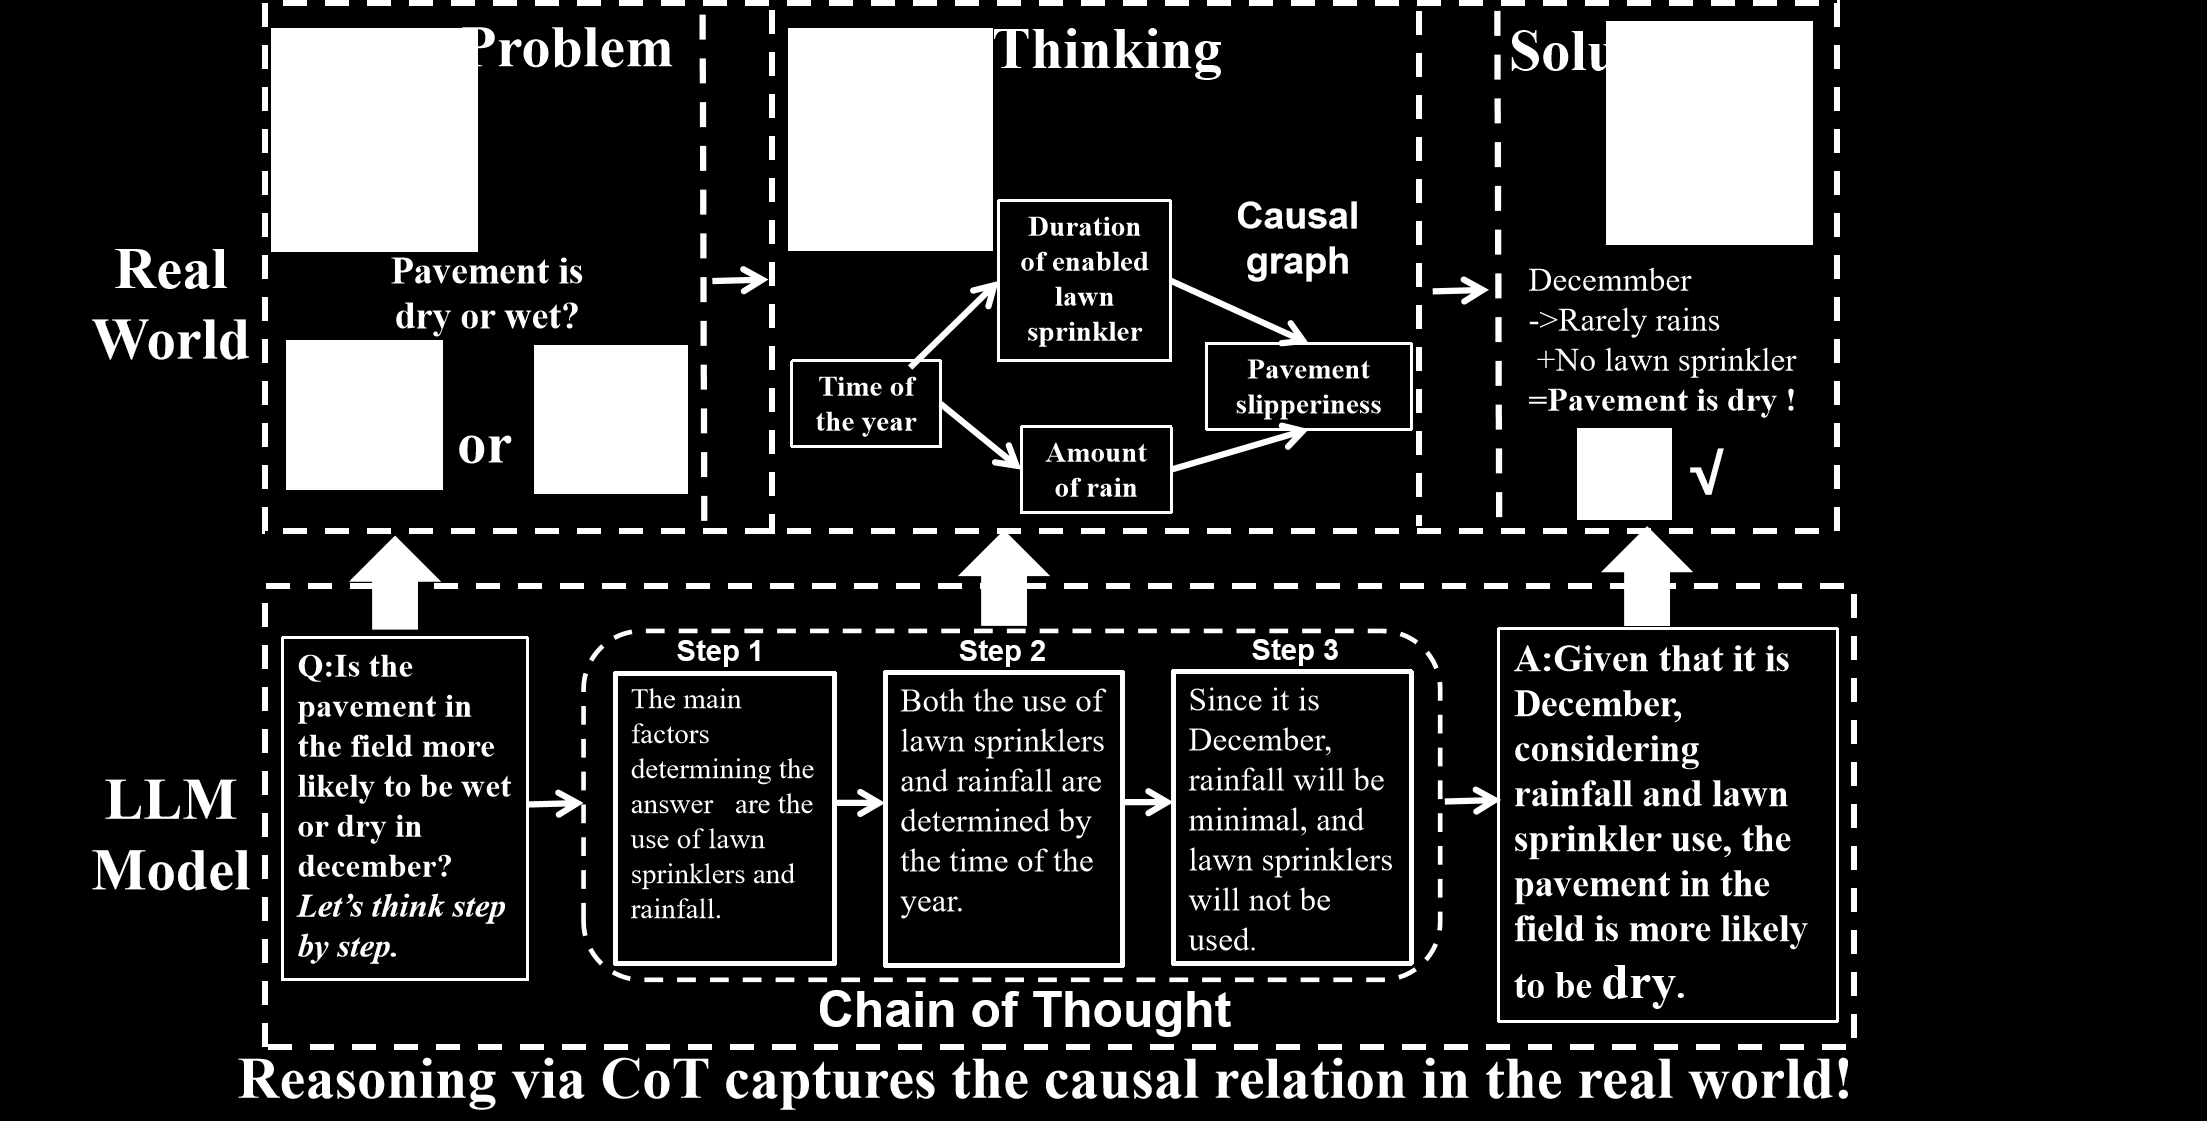 Problem
Thinking
Solu
Real
World
Pavement is
dry or wet?
or
Duration
of enabled
lawn
sprinkler
Causal
graph
Time of
the year
Pavement
slipperiness
Amount
of rain
Decemmber
->Rarely rains
+No lawn sprinkler
=Pavement is dry !
√
LLM
Model
Q:Is the
pavement in
the field more
likely to be wet
or dry in
december?
Let’s think step
by step.
Step 1
The main
factors
determining the
answer are the
use of lawn
sprinklers and
rainfall.
Step 2
Both the use of
lawn sprinklers
and rainfall are
determined by
the time of the
year.
Step 3
Since it is
December,
rainfall will be
minimal, and
lawn sprinklers
will not be
used.
Chain of Thought
A:Given that it is
December,
considering
rainfall and lawn
sprinkler use, the
pavement in the
field is more likely
to be dry.
Reasoning via CoT captures the causal relation in the real world!